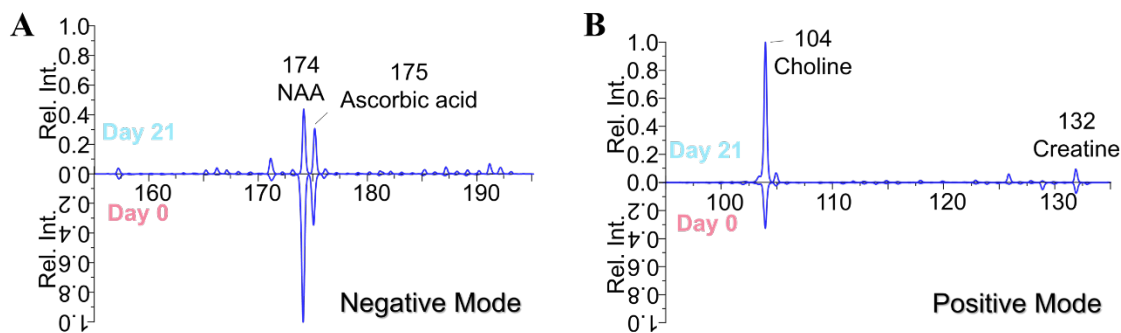 A
1.0
0.8
0.6
0.4
0.2
0.0
0.2
0.4
0.6
0.8
1.0
Rel. Int.
Rel. Int.
Day 21
Day 0
174
NAA
175
Ascorbic acid
160
170
180
190
Negative Mode
B
1.0
0.8
0.6
0.4
0.2
0.0
0.2
0.4
0.6
0.8
1.0
Rel. Int.
Rel. Int.
Day 21
Day 0
104
Choline
132
Creatine
100
110
120
130
Positive Mode